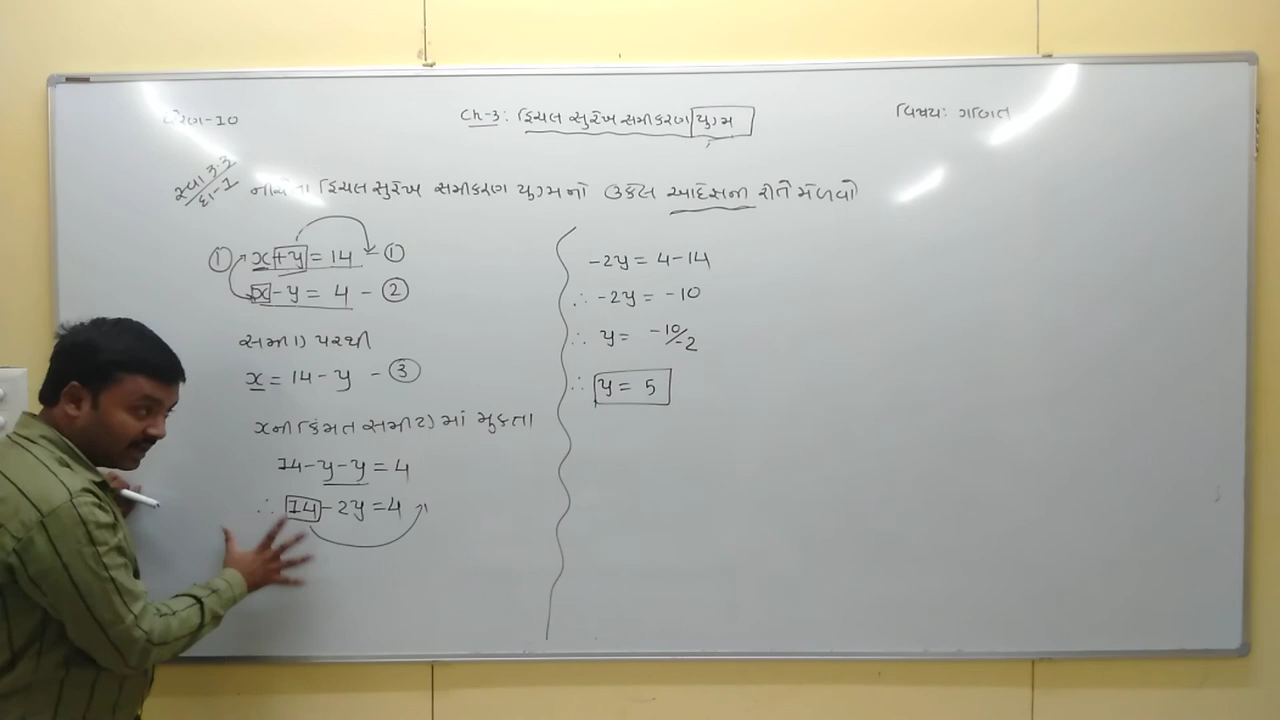 ધોરણ-10
Ch-3: દ્વિચલ સુરેખ સમીકરણ યુગ્મ
વિષય: ગણિત
સ્વા 3.3
દા-1
નીચેના દ્વિચલ સુરેખ સમીકરણ યુગ્મનો ઉકેલ આદેશની રીતે મેળવો
① x+y = 14 - ①
x-y = 4 - ②
સમી(1) પરથી
x = 14 - y - ③
xની કિંમત સમી(2) માં મુકતા
14-y-y = 4
∴ 14-2y = 4
-2y = 4-14
∴ -2y = -10
∴ y = -10/-2
∴ y = 5